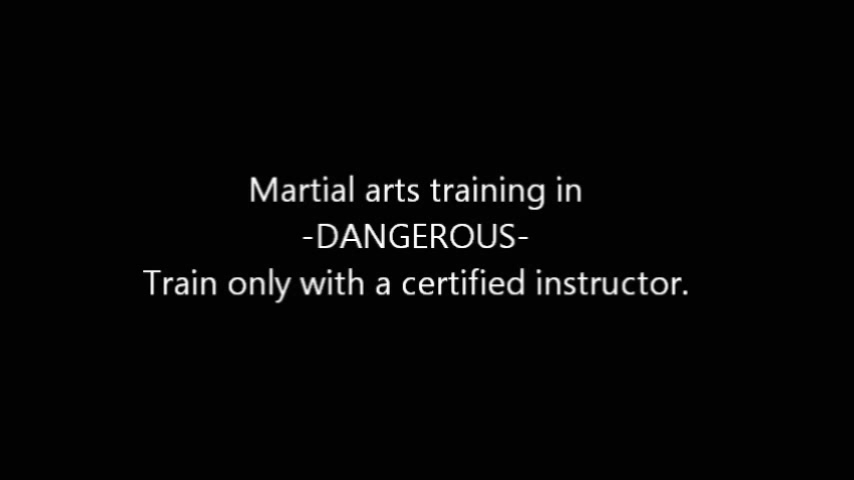 Martial arts training in
-DANGEROUS-
Train only with a certified instructor.